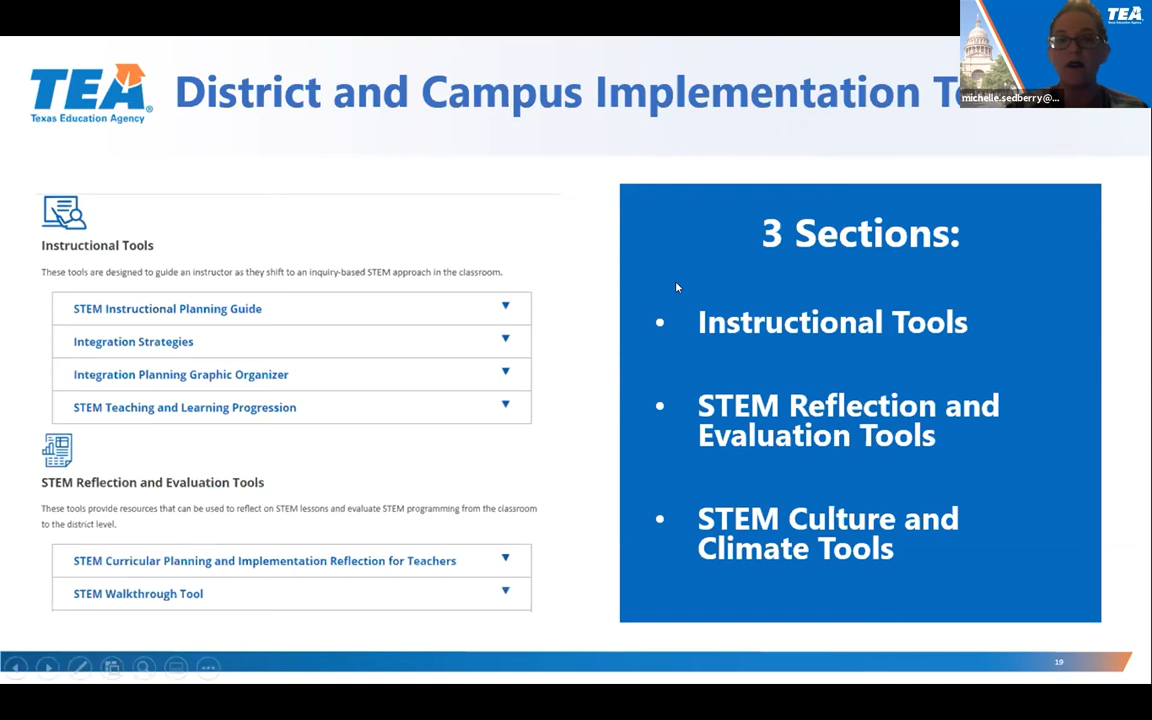 TEA
Texas Education Agency
District and Campus Implementation
TEA
Texas Education Agency
michelle.sedberry@...
Instructional Tools
These tools are designed to guide an instructor as they shift to an inquiry-based STEM approach in the classroom.
STEM Instructional Planning Guide
Integration Strategies
Integration Planning Graphic Organizer
STEM Teaching and Learning Progression
STEM Reflection and Evaluation Tools
These tools provide resources that can be used to reflect on STEM lessons and evaluate STEM programming from the classroom
to the district level.
STEM Curricular Planning and Implementation Reflection for Teachers
STEM Walkthrough Tool
3 Sections:
• Instructional Tools
• STEM Reflection and
Evaluation Tools
• STEM Culture and
Climate Tools
19